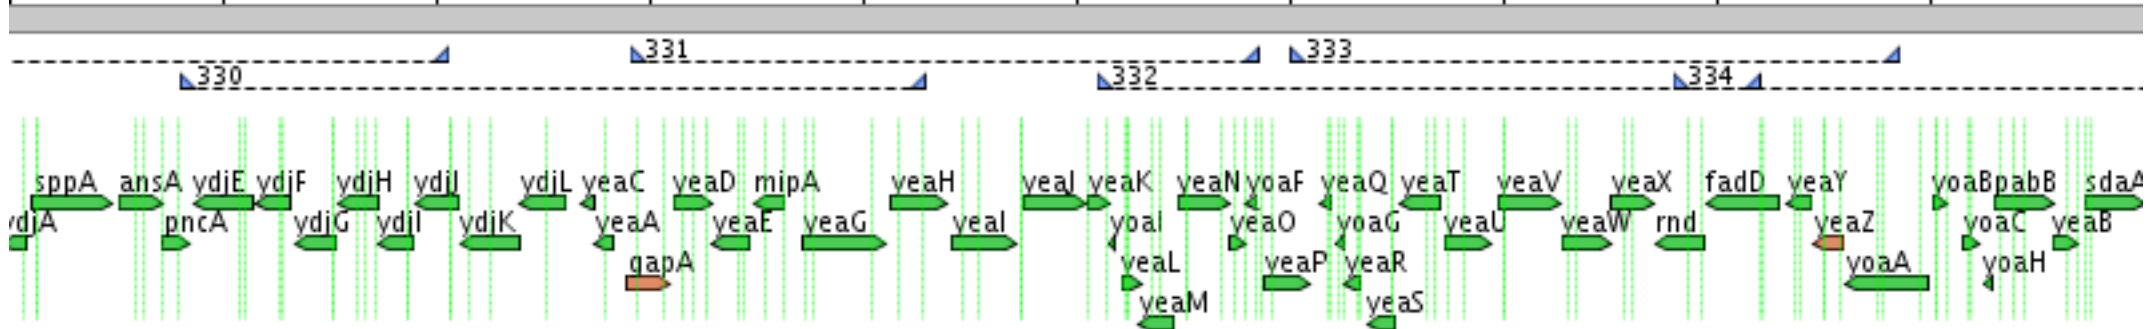 331 333
330 332 334
sppA ansA ydjE ydjF ydjH ydjJ ydjL yeaC yeaD mipA yeaH yeaJ yeaK yeaN yoaF yeaQ yeaT yeaV yeaX fadD yeaY yoaB pabB sdaA
ydjA pncA ydjG ydjI ydjK yeaA yeaE yeaG yeaI yoaI yeaO yoaG yeaU yeaW rnd yeaZ yoaC yeaB
gapA yeaL yeaP yeaR yoaA yoaH
yeaM yeaS